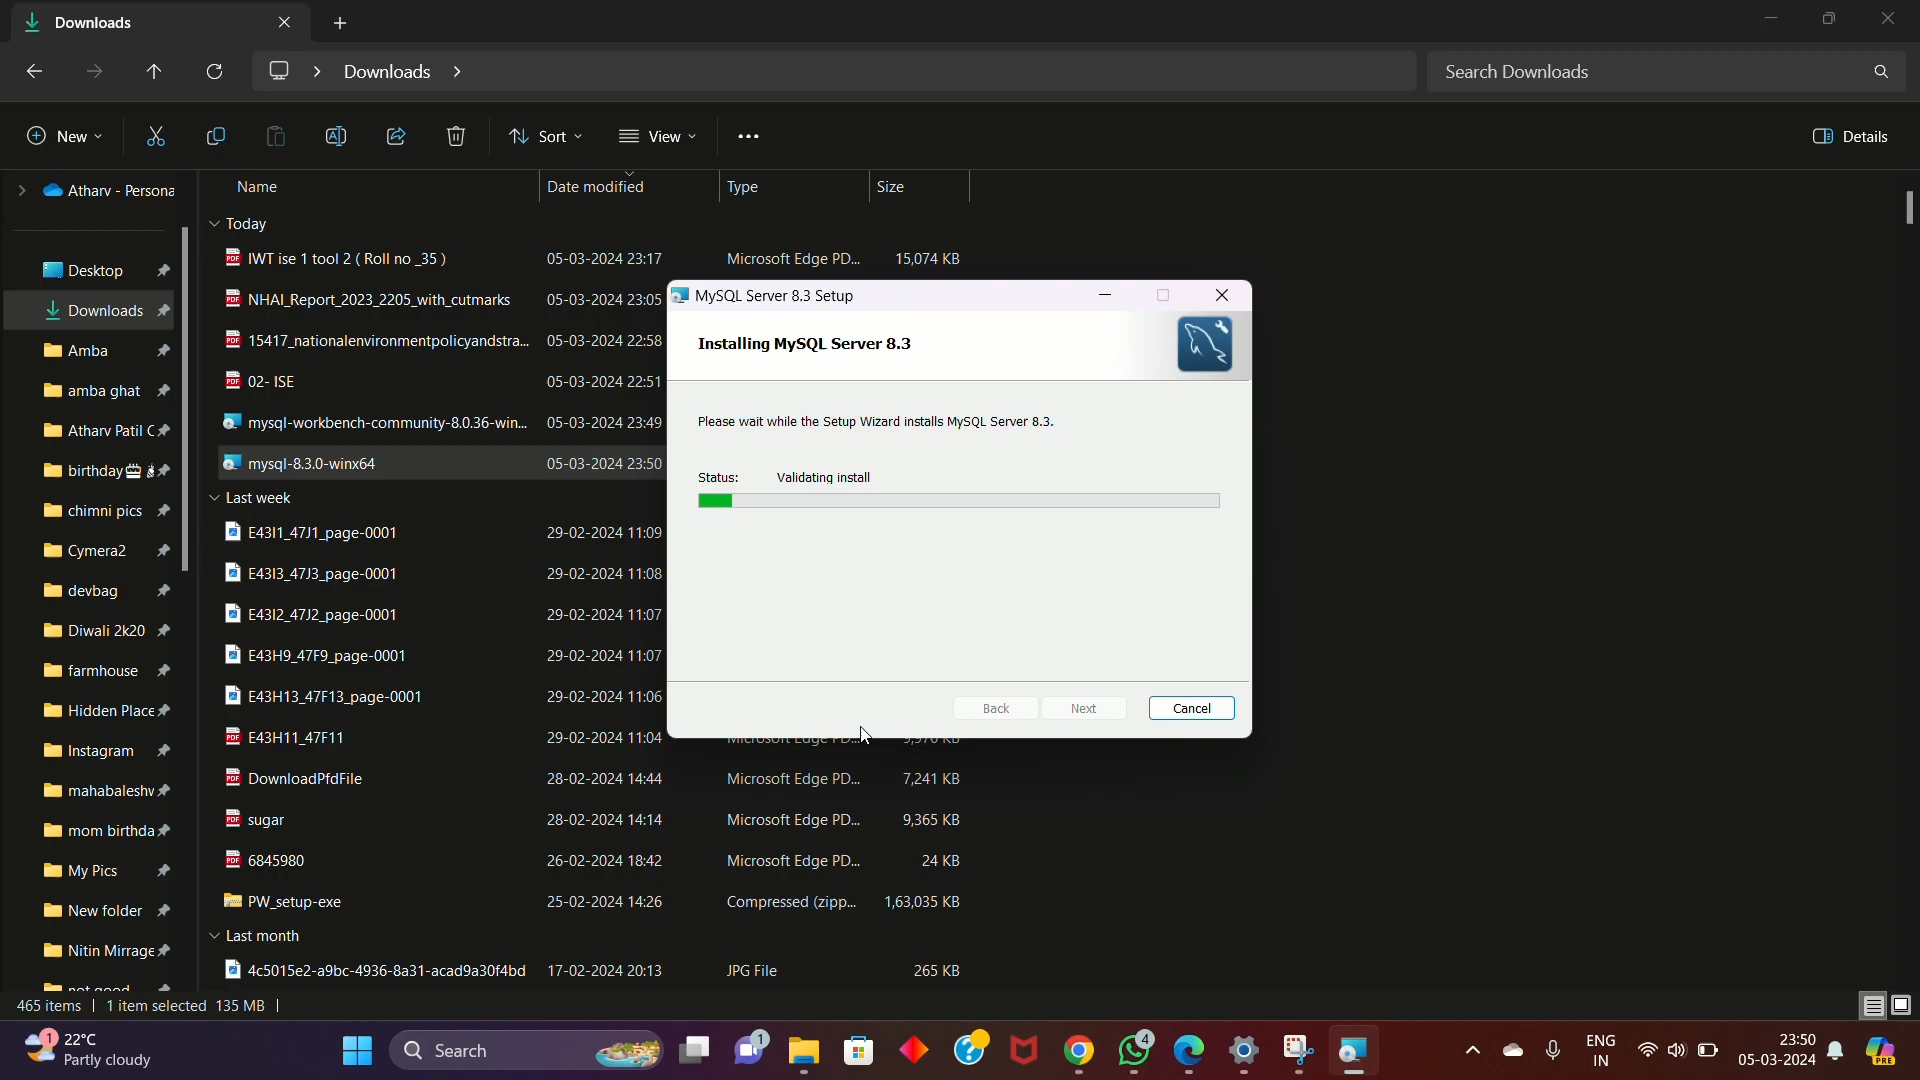 Downloads
Downloads
Search Downloads
New
Sort
View
Details
Atharv - Persona
Name
Date modified
Type
Size
Today
Desktop
IWT ise 1 tool 2 ( Roll no _35 )
05-03-2024 23:17
Microsoft Edge PD...
15,074 KB
Downloads
NHAI_Report_2023_2205_with_cutmarks
05-03-2024 23:05
Amba
15417_nationalenvironmentpolicyandstra...
05-03-2024 22:58
amba ghat
02- ISE
05-03-2024 22:51
Atharv Patil C
mysql-workbench-community-8.0.36-win...
05-03-2024 23:49
birthday
mysql-8.3.0-winx64
05-03-2024 23:50
Last week
chimni pics
E43I1_47J1_page-0001
29-02-2024 11:09
Cymera2
E43I3_47J3_page-0001
29-02-2024 11:08
devbag
E43I2_47J2_page-0001
29-02-2024 11:07
Diwali 2k20
E43H9_47F9_page-0001
29-02-2024 11:07
farmhouse
E43H13_47F13_page-0001
29-02-2024 11:06
Hidden Place
E43H11_47F11
29-02-2024 11:04
Instagram
DownloadPfdFile
28-02-2024 14:44
Microsoft Edge PD...
7,241 KB
mahabaleshv
sugar
28-02-2024 14:14
Microsoft Edge PD...
9,365 KB
mom birthda
6845980
26-02-2024 18:42
Microsoft Edge PD...
24 KB
My Pics
PW_setup-exe
25-02-2024 14:26
Compressed (zipp...
1,63,035 KB
New folder
Last month
Nitin Mirrage
4c5015e2-a9bc-4936-8a31-acad9a30f4bd
17-02-2024 20:13
JPG File
265 KB
MySQL Server 8.3 Setup
Installing MySQL Server 8.3
Please wait while the Setup Wizard installs MySQL Server 8.3.
Status: Validating install
Back
Next
Cancel
465 items
1 item selected 135 MB
1
22°C
Partly cloudy
Search
1
4
ENG
IN
23:50
05-03-2024
PRE